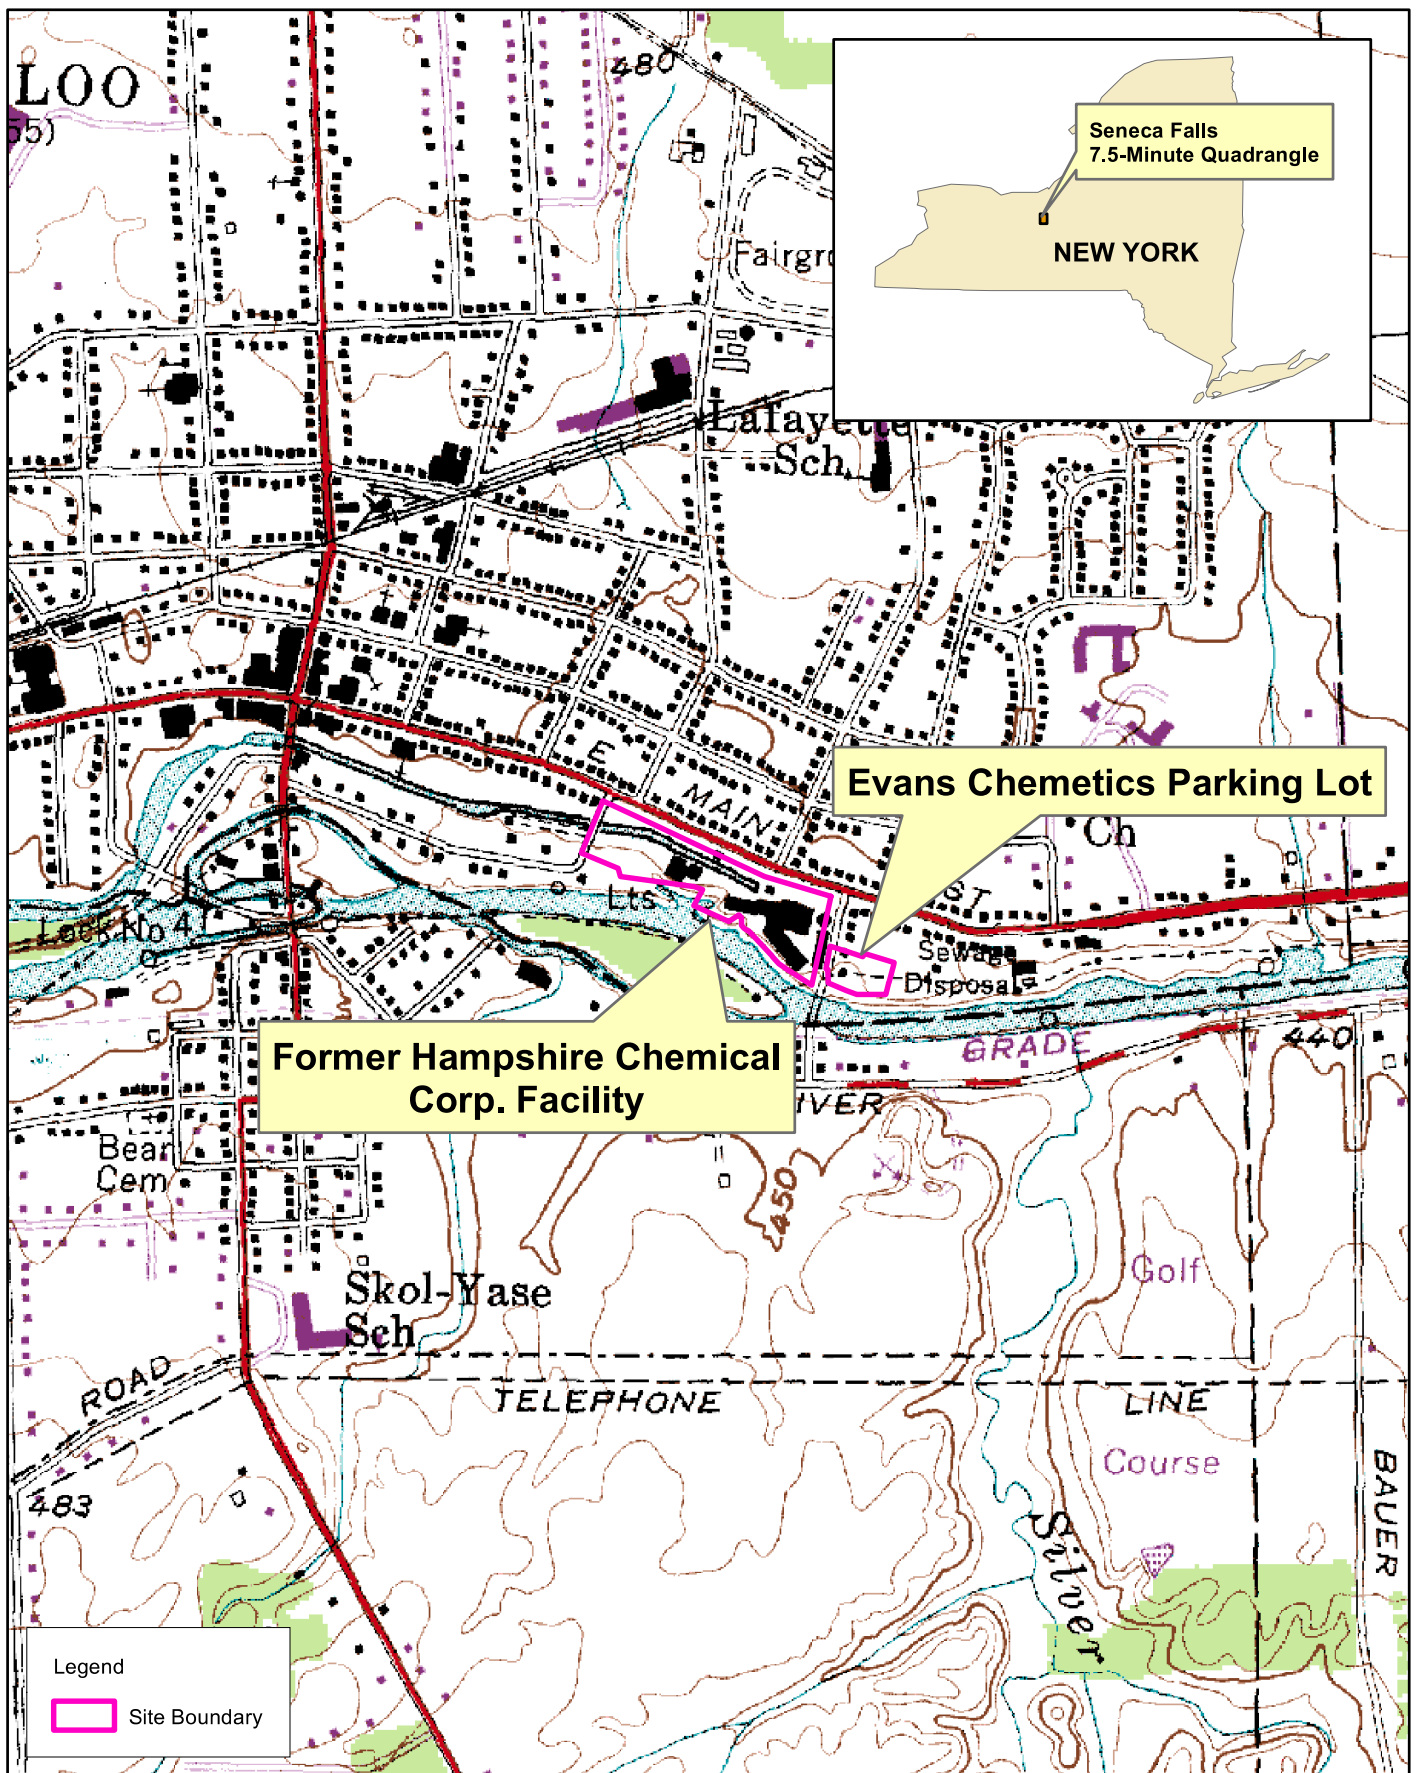 LOO
55)
480
Seneca Falls
7.5-Minute Quadrangle
NEW YORK
Fairgr
Lafayette
Sch
E MAIN ST
Evans Chemetics Parking Lot
Ch
Lts
Lock No 4
Sewage
Disposal
Former Hampshire Chemical
Corp. Facility
GRADE
440
IVER
Bear
Cem
450
Golf
Skol-Yase
Sch
ROAD
TELEPHONE LINE
Course
BAUER
483
Silver
Legend
Site Boundary